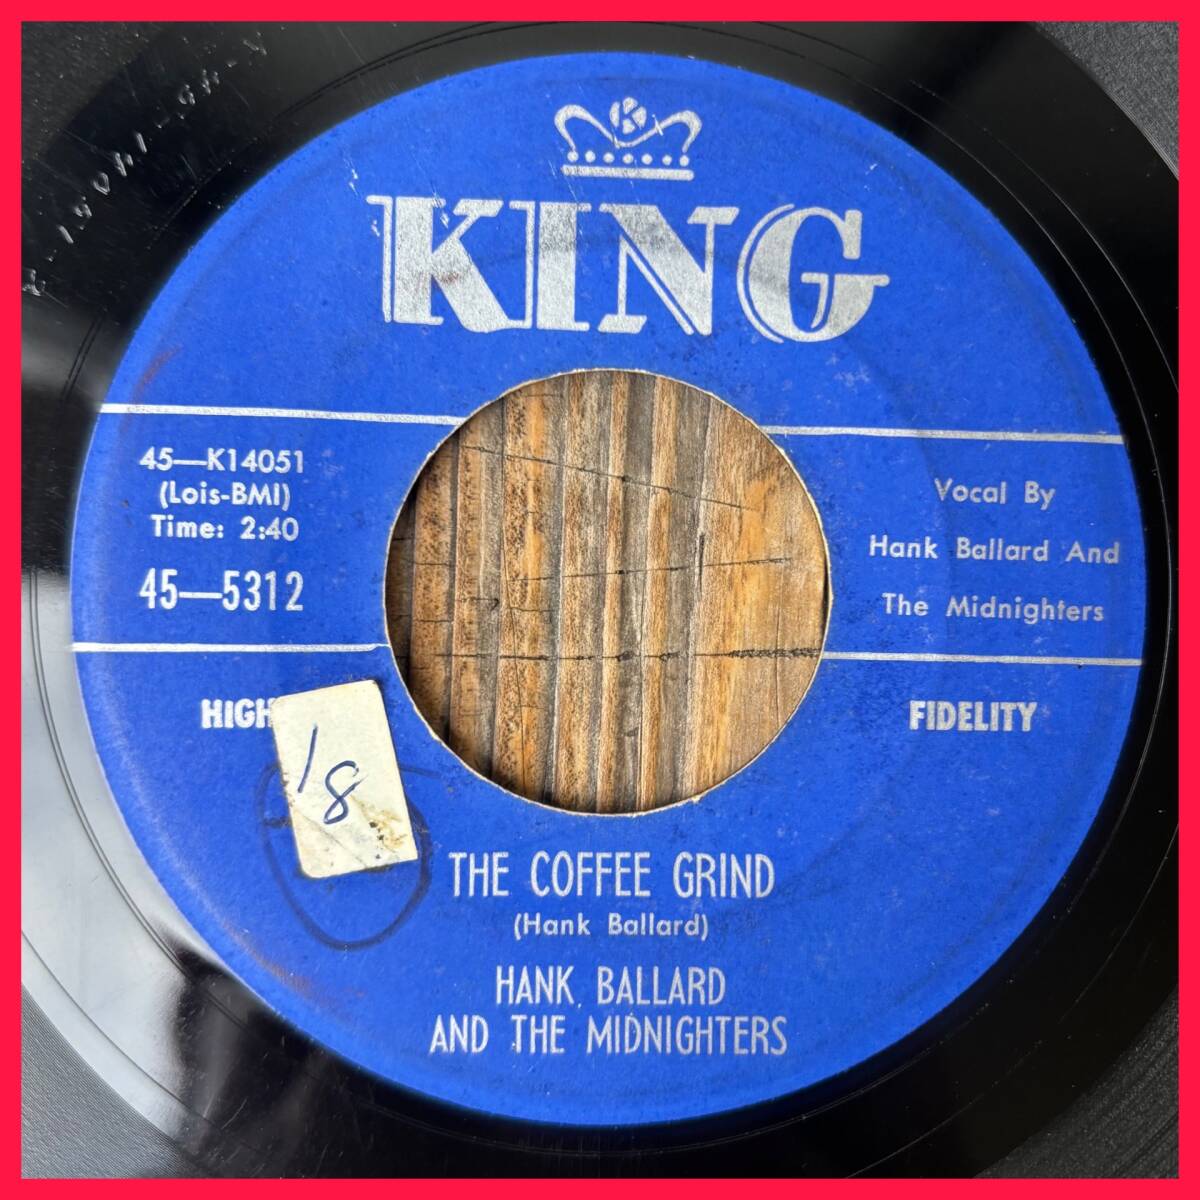 K
KING
45—K14051
(Lois-BMI)
Time: 2:40
45—5312
Vocal By
Hank Ballard And
The Midnighters
HIGH
FIDELITY
18
THE COFFEE GRIND
(Hank Ballard)
HANK BALLARD
AND THE MIDNIGHTERS